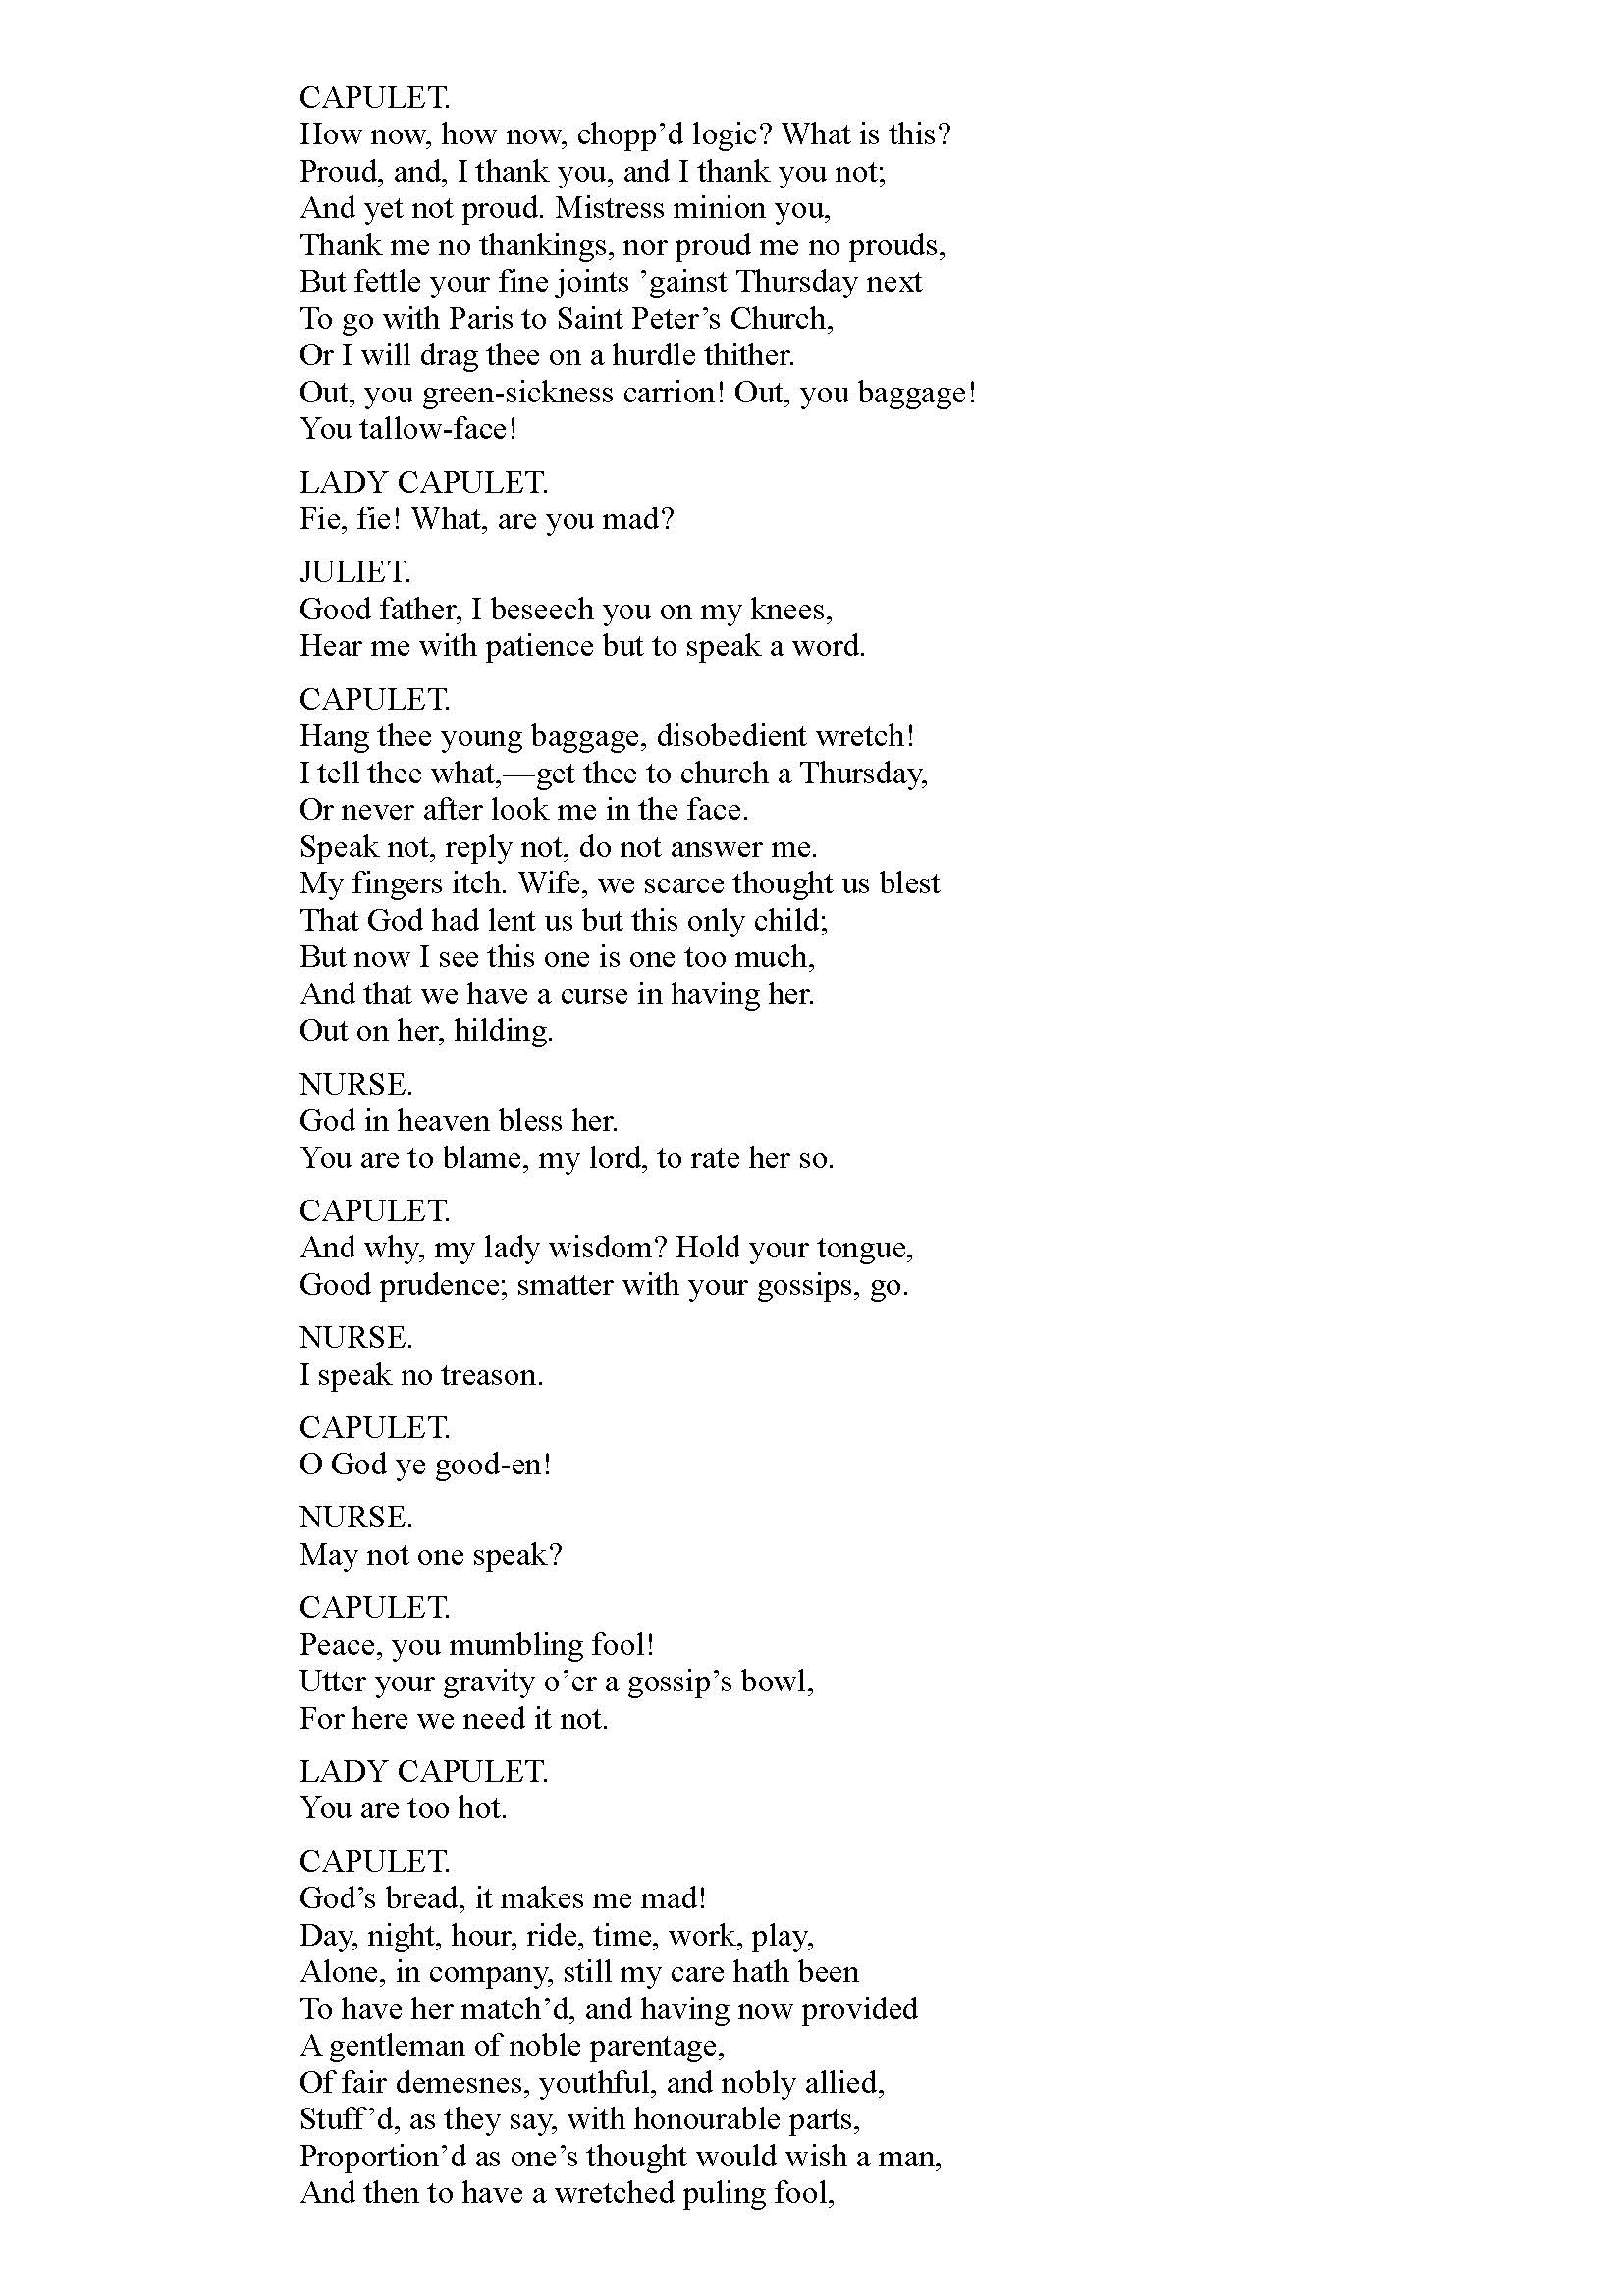 CAPULET.
How now, how now, chopp’d logic? What is this?
Proud, and, I thank you, and I thank you not;
And yet not proud. Mistress minion you,
Thank me no thankings, nor proud me no prouds,
But fettle your fine joints ’gainst Thursday next
To go with Paris to Saint Peter’s Church,
Or I will drag thee on a hurdle thither.
Out, you green-sickness carrion! Out, you baggage!
You tallow-face!
LADY CAPULET.
Fie, fie! What, are you mad?
JULIET.
Good father, I beseech you on my knees,
Hear me with patience but to speak a word.
CAPULET.
Hang thee young baggage, disobedient wretch!
I tell thee what,—get thee to church a Thursday,
Or never after look me in the face.
Speak not, reply not, do not answer me.
My fingers itch. Wife, we scarce thought us blest
That God had lent us but this only child;
But now I see this one is one too much,
And that we have a curse in having her.
Out on her, hilding.
NURSE.
God in heaven bless her.
You are to blame, my lord, to rate her so.
CAPULET.
And why, my lady wisdom? Hold your tongue,
Good prudence; smatter with your gossips, go.
NURSE.
I speak no treason.
CAPULET.
O God ye good-en!
NURSE.
May not one speak?
CAPULET.
Peace, you mumbling fool!
Utter your gravity o’er a gossip’s bowl,
For here we need it not.
LADY CAPULET.
You are too hot.
CAPULET.
God’s bread, it makes me mad!
Day, night, hour, ride, time, work, play,
Alone, in company, still my care hath been
To have her match’d, and having now provided
A gentleman of noble parentage,
Of fair demesnes, youthful, and nobly allied,
Stuff’d, as they say, with honourable parts,
Proportion’d as one’s thought would wish a man,
And then to have a wretched puling fool,